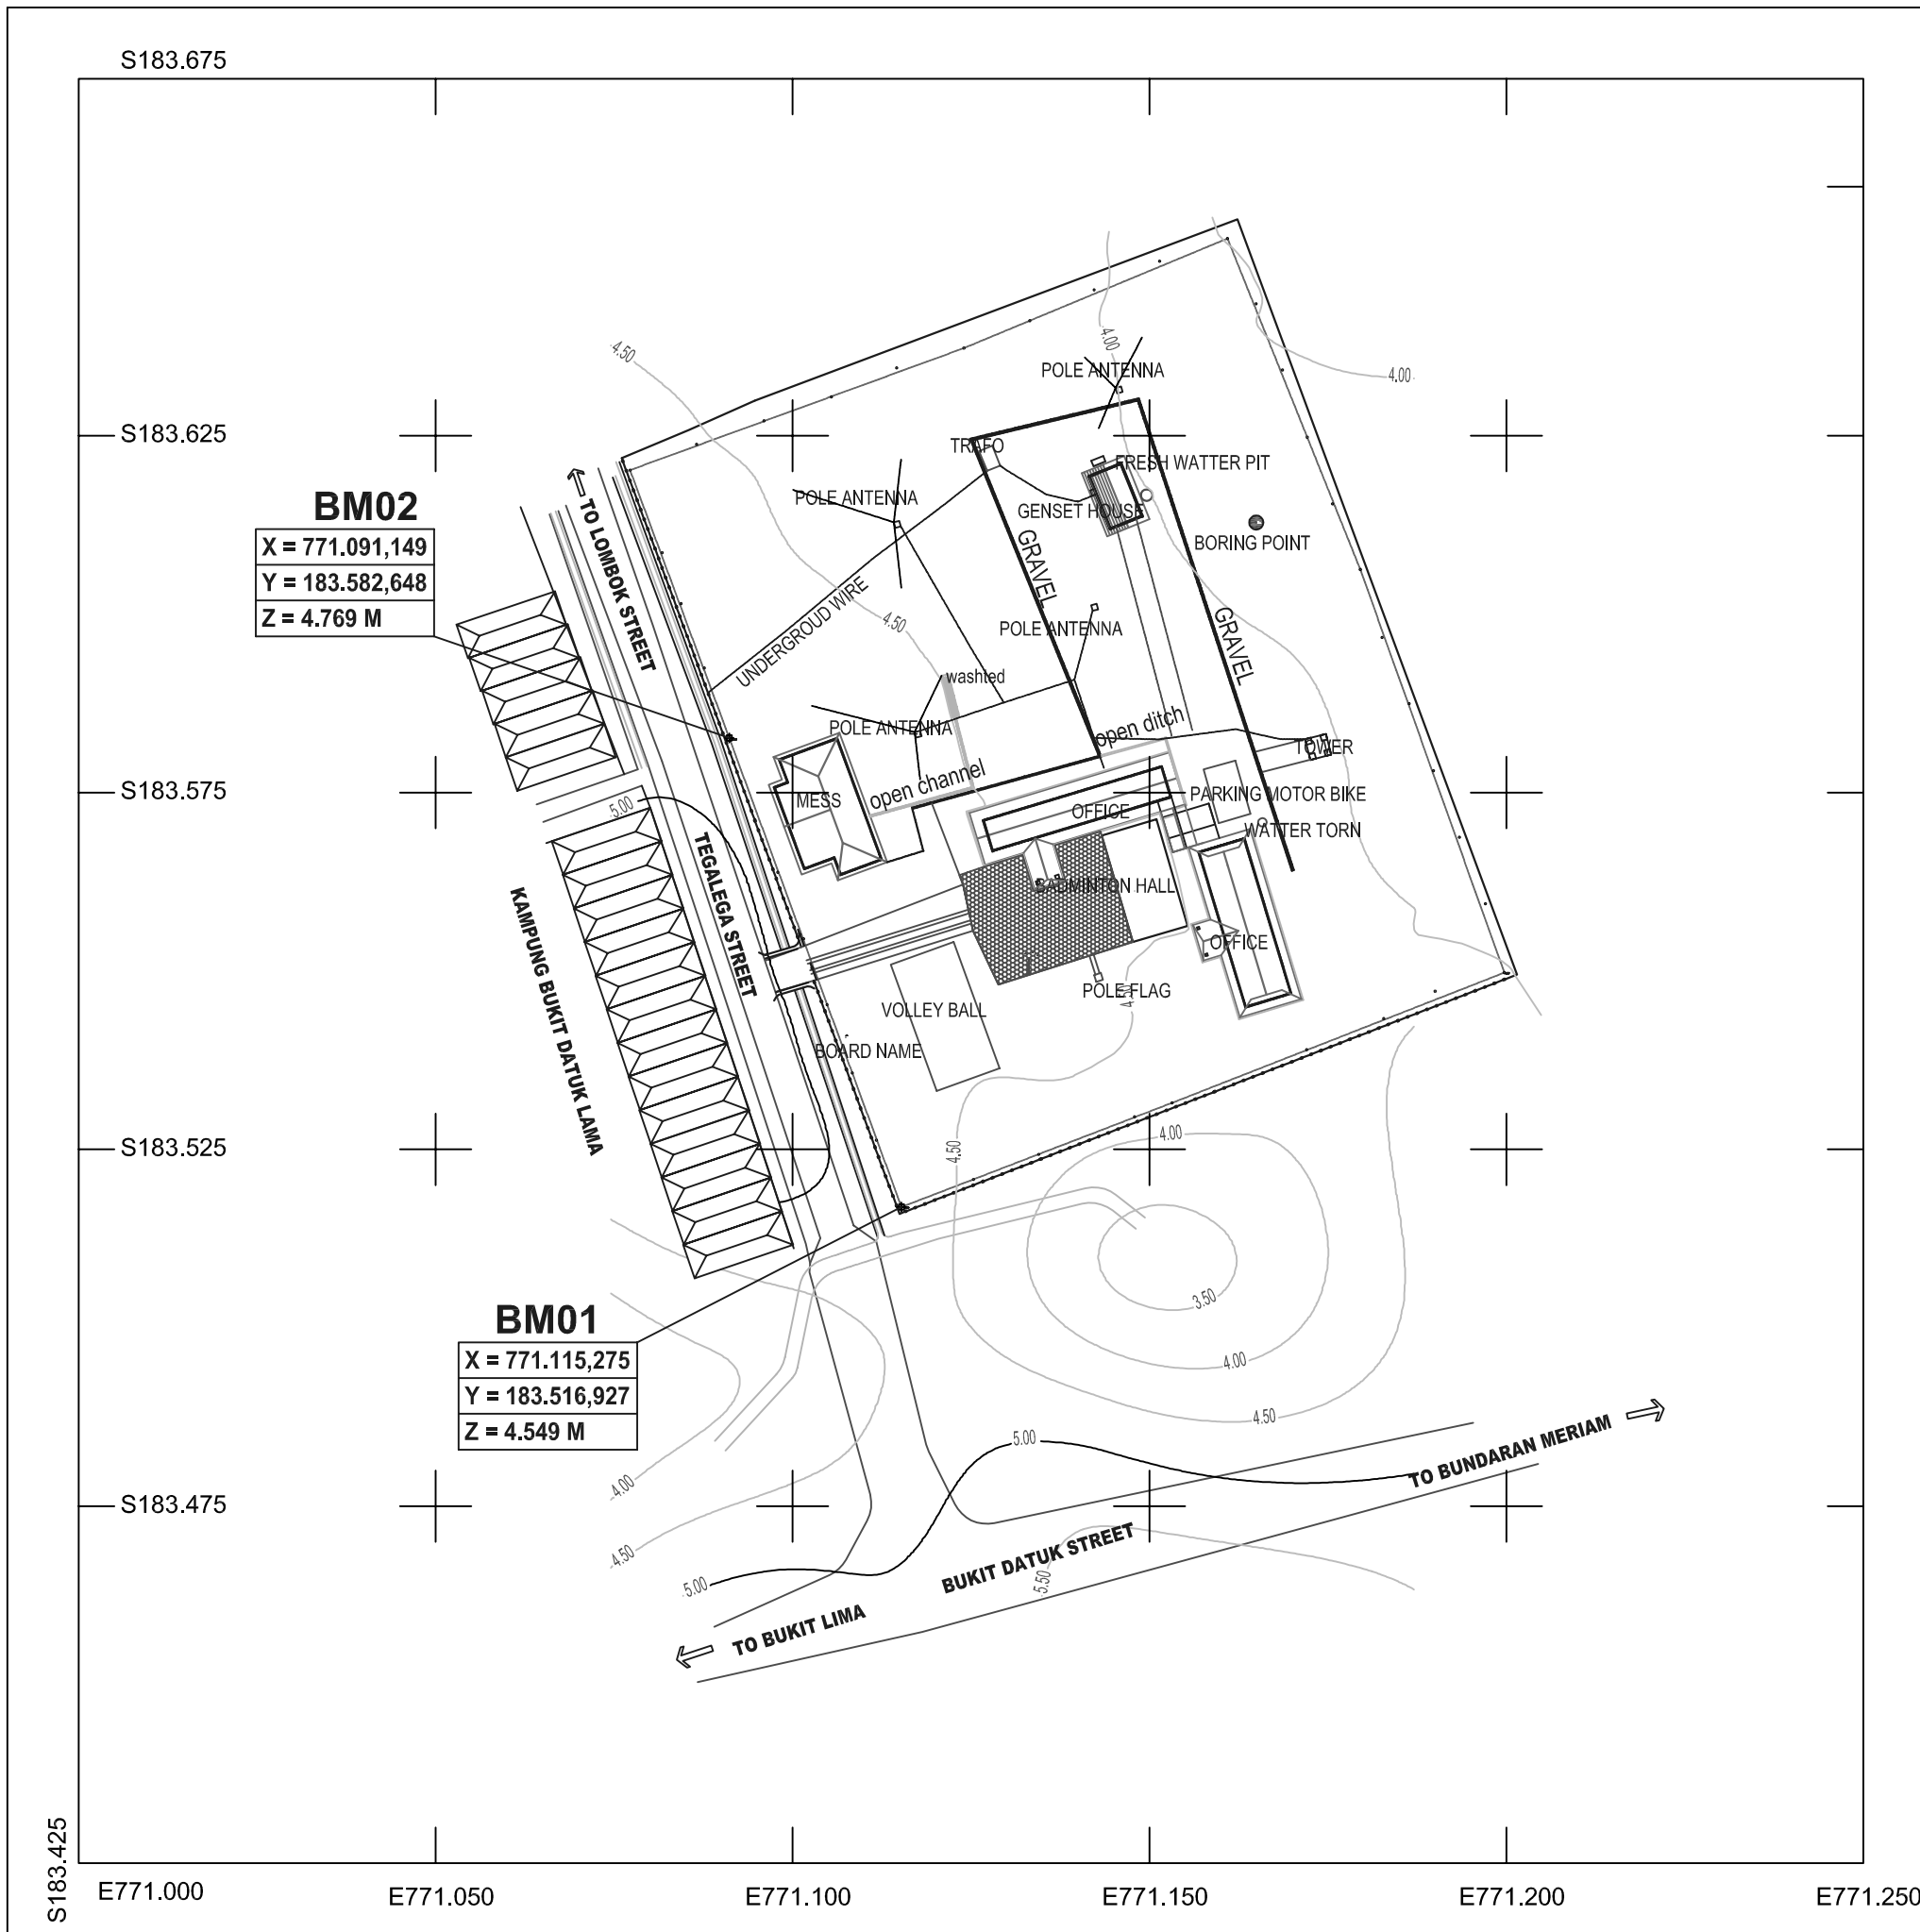 S183.675
4.50
4.00
POLE ANTENNA
4.00
S183.625
TRAFO
FRESH WATTER PIT
POLE ANTENNA
GENSET HOUSE
BM02
TO LOMBOK STREET
X = 771.091,149
Y = 183.582,648
Z = 4.769 M
BORING POINT
GRAVEL
UNDERGROUD WIRE
4.50
POLE ANTENNA
GRAVEL
washted
POLE ANTENNA
open ditch
TOWER
S183.575
MESS
open channel
PARKING MOTOR BIKE
5.00
OFFICE
WATTER TORN
TEGALEGA STREET
BADMINTON HALL
KAMPUNG BUKIT DATUK LAMA
OFFICE
POLE FLAG
4.50
VOLLEY BALL
BOARD NAME
S183.525
4.50
4.00
3.50
BM01
X = 771.115,275
Y = 183.516,927
Z = 4.549 M
4.00
4.50
5.00
TO BUNDARAN MERIAM
S183.475
4.00
4.50
BUKIT DATUK STREET
5.00
5.50
TO BUKIT LIMA
S183.425
E771.000
E771.050
E771.100
E771.150
E771.200
E771.250